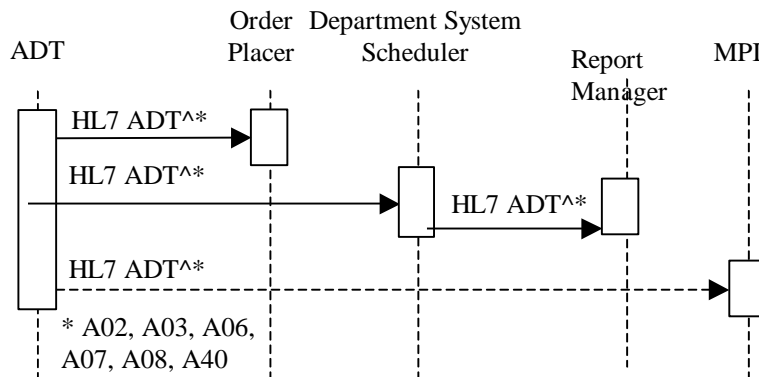 ADT
Order
Placer
Department System
Scheduler
Report
Manager
MPI
HL7 ADT^*
HL7 ADT^*
HL7 ADT^*
HL7 ADT^*
* A02, A03, A06,
A07, A08, A40